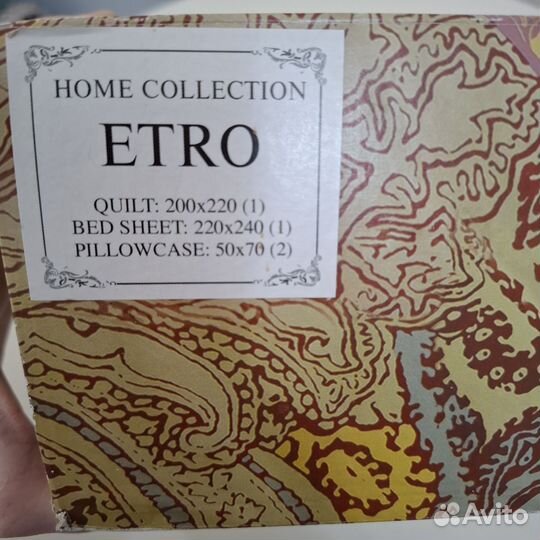 HOME COLLECTION
ETRO
QUILT: 200x220 (1)
BED SHEET: 220x240 (1)
PILLOWCASE: 50x70 (2)
Avito